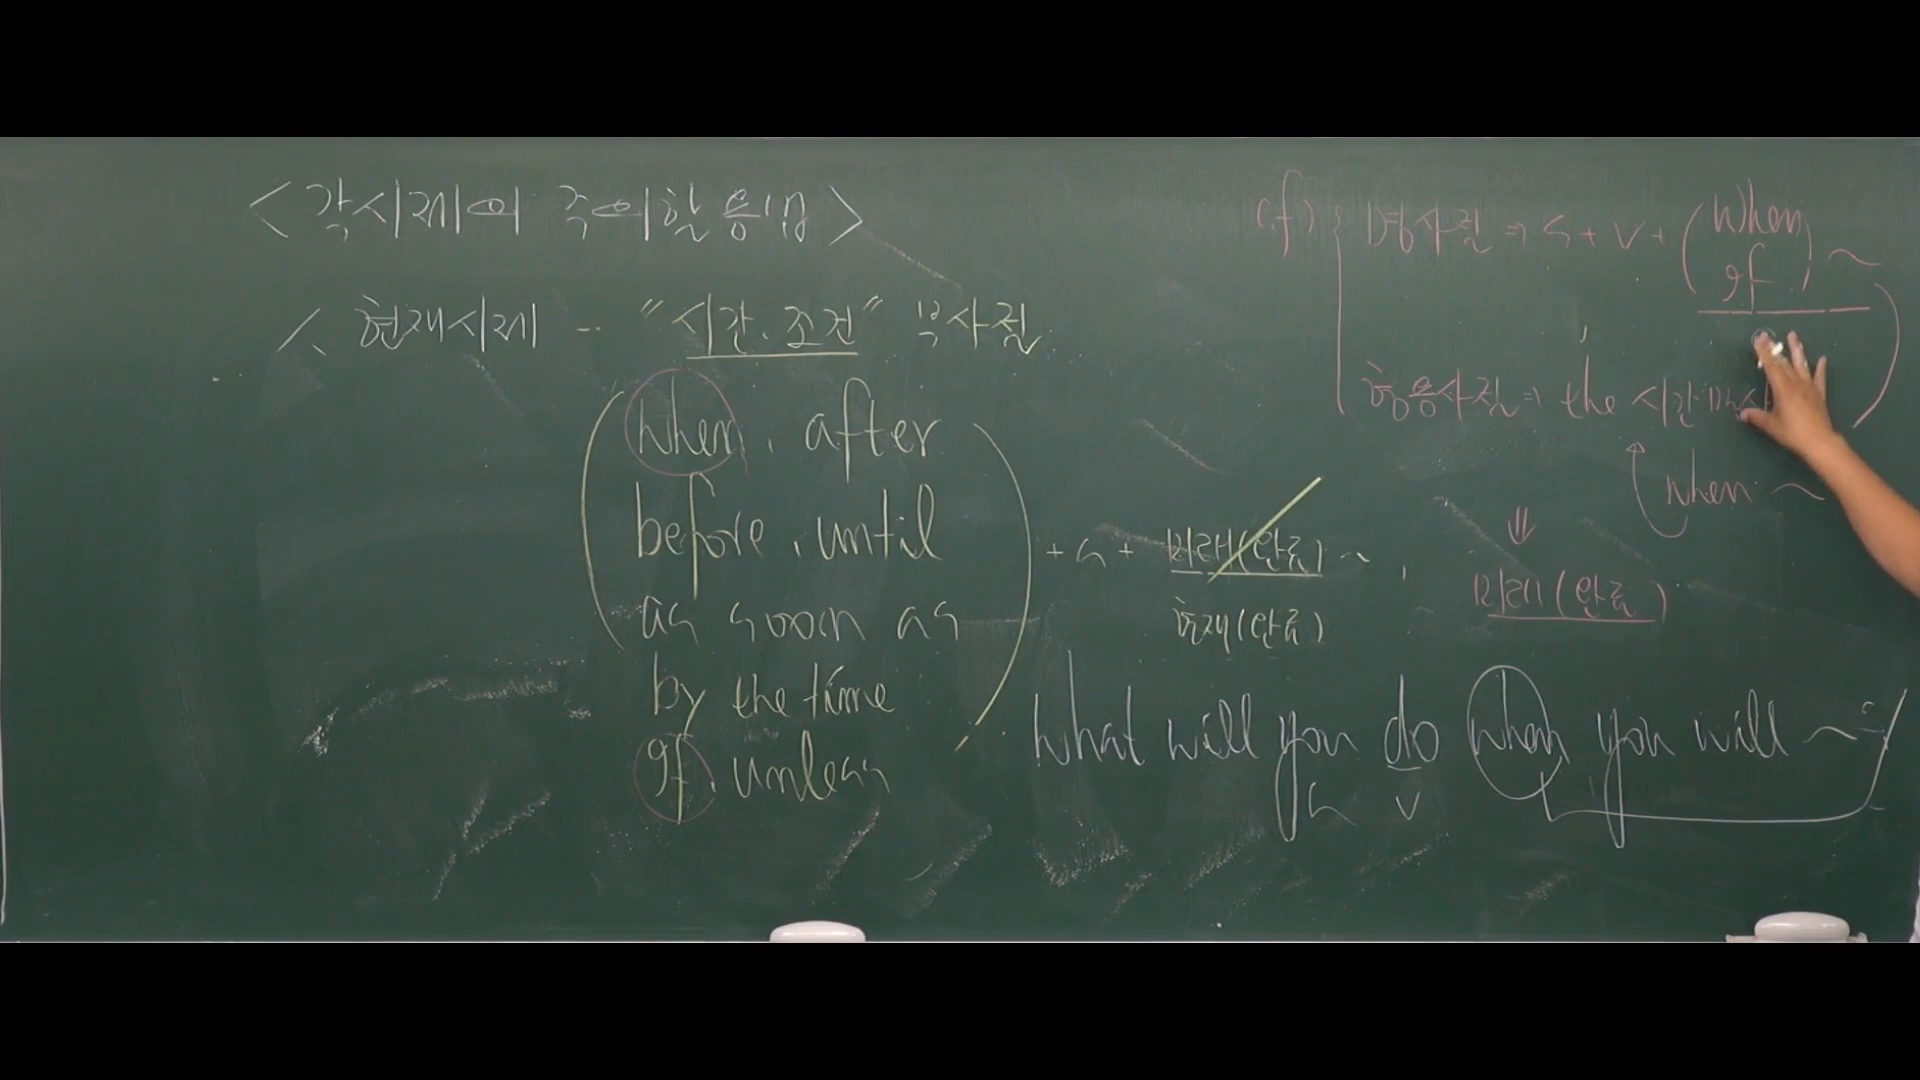 <각 시제의 주의할 용법>
1. 현재시제 - "시간, 조건" 부사절
when, after
before, until
as soon as
by the time
if, unless
+ S + 미래(완료) ~,
현재(완료)
c.f) 명사절 ⇒ S + V + (when
if) ~
형용사절 ⇒ the 시간명사
when ~
⇓
미래(완료)
What will you do when you will ~?
S V